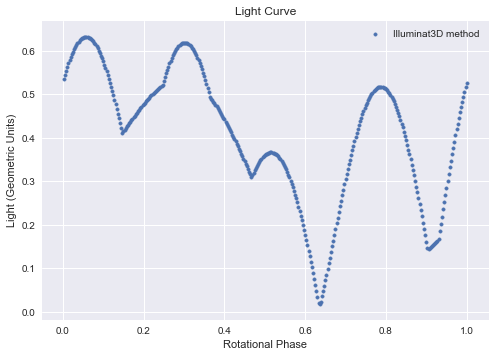 Light Curve
Illuminat3D method
Light (Geometric Units)
0.6
0.5
0.4
0.3
0.2
0.1
0.0
0.0 0.2 0.4 0.6 0.8 1.0
Rotational Phase